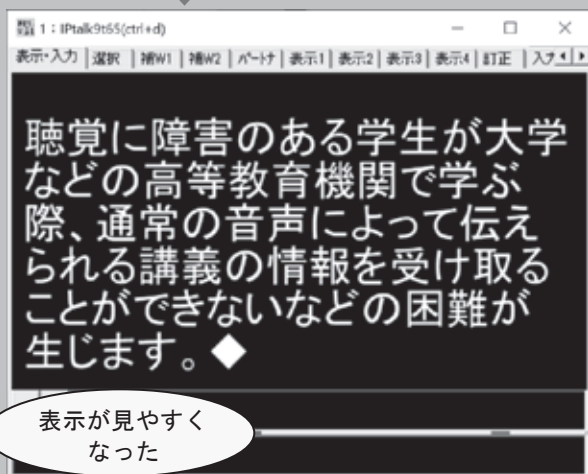 1：IPtalk9t65(ctrl+d)
表示・入力 選択 補W1 補W2 パートナ 表示1 表示2 表示3 表示4 訂正 入ナ
聴覚に障害のある学生が大学
などの高等教育機関で学ぶ
際、通常の音声によって伝え
られる講義の情報を受け取る
ことができないなどの困難が
生じます。◆
表示が見やすく
なった